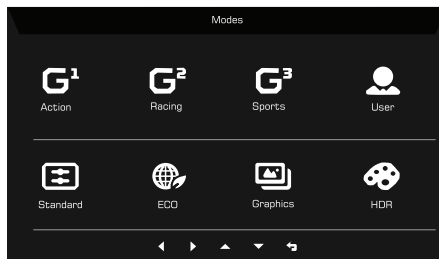 Modes
G¹ G² G³
Action Racing Sports User
Standard ECO Graphics HDR